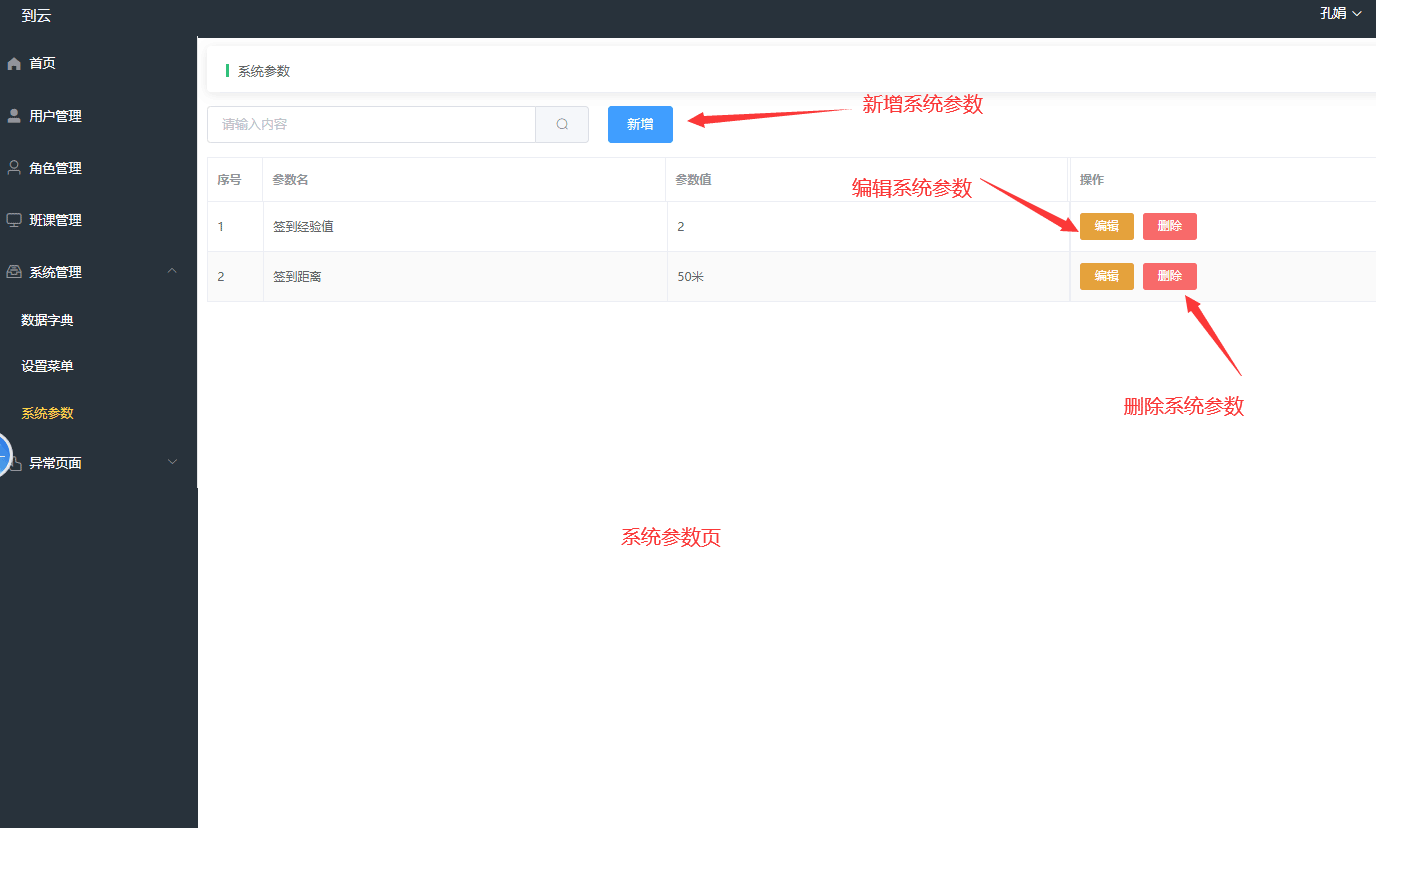 到云
孔娟
首页
用户管理
角色管理
班课管理
系统管理
数据字典
设置菜单
系统参数
异常页面
系统参数
请输入内容
新增
新增系统参数
序号 参数名 参数值 操作
编辑系统参数
1 签到经验值 2 编辑 删除
2 签到距离 50米 编辑 删除
删除系统参数
系统参数页